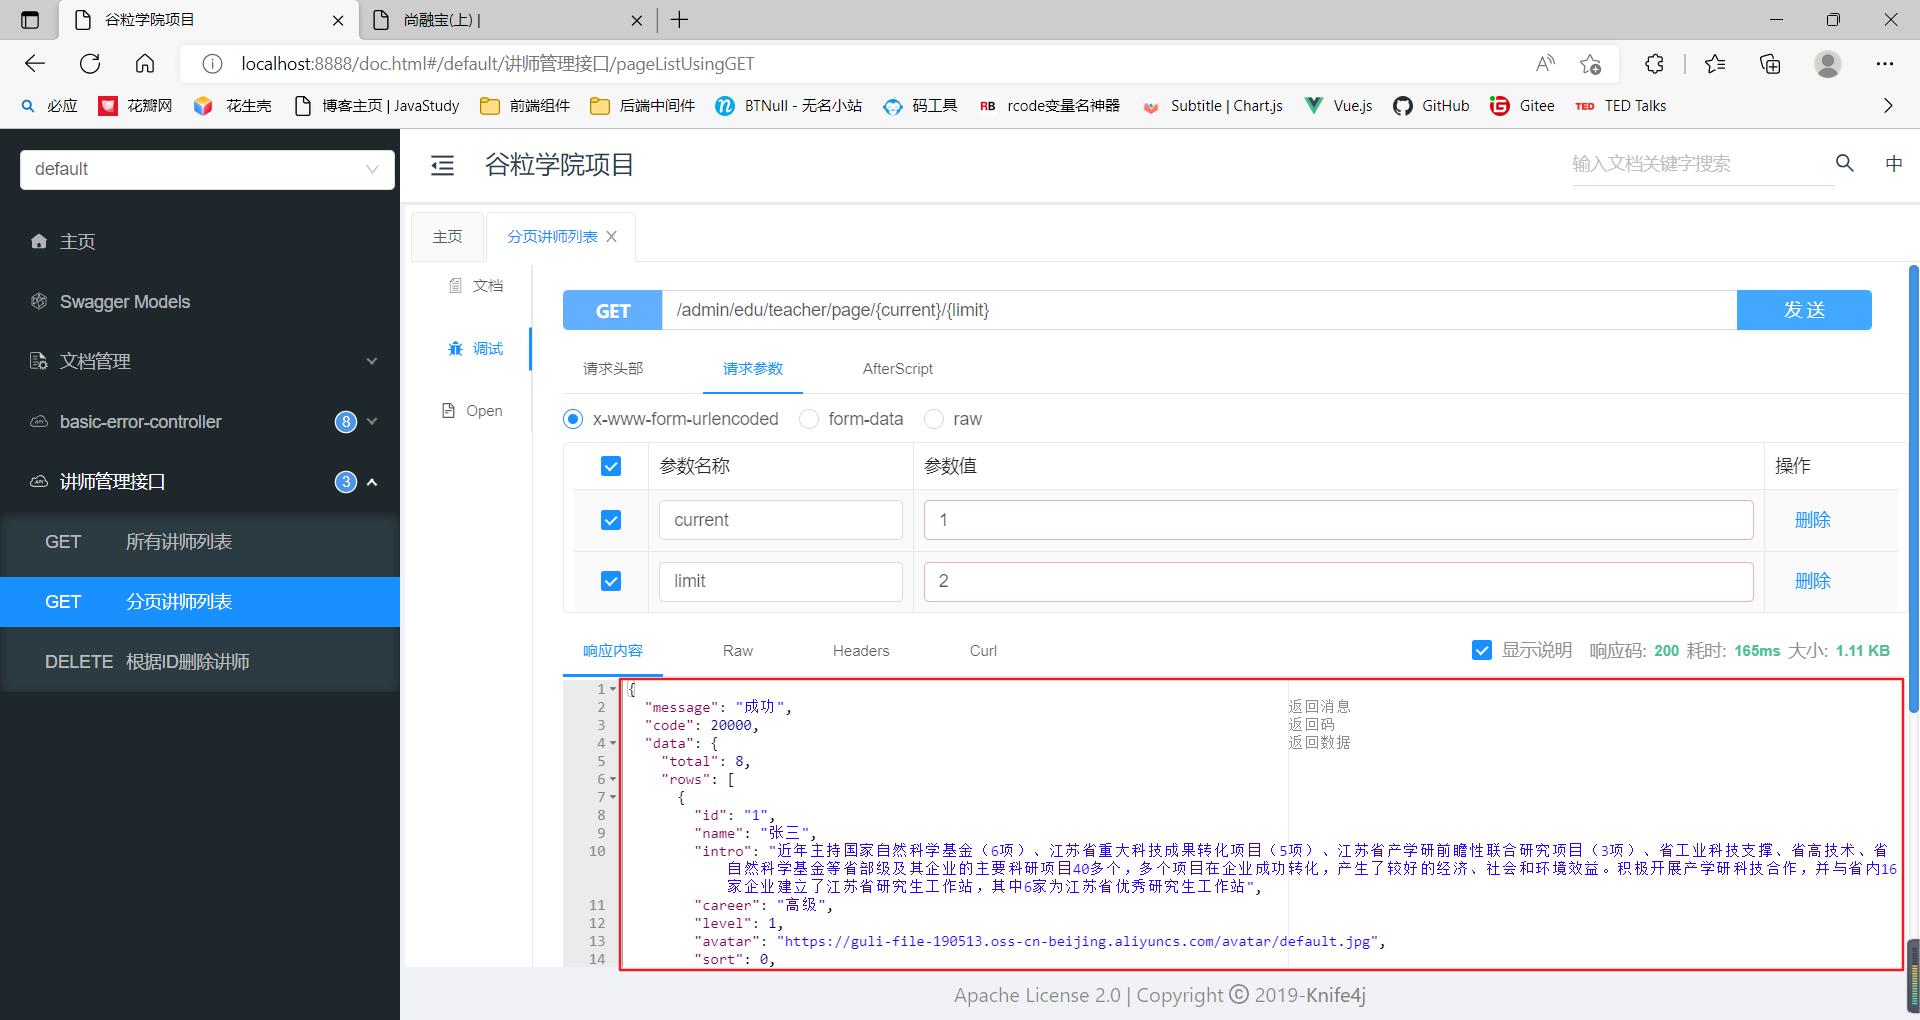 谷粒学院项目
尚融宝(上) |
localhost:8888/doc.html#/default/讲师管理接口/pageListUsingGET
必应
花瓣网
花生壳
博客主页 | JavaStudy
前端组件
后端中间件
BTNull - 无名小站
码工具
RB rcode变量名神器
Subtitle | Chart.js
Vue.js
GitHub
Gitee
TED TED Talks
default
谷粒学院项目
输入文档关键字搜索
中
主页
Swagger Models
文档管理
basic-error-controller 8
讲师管理接口 3
GET 所有讲师列表
GET 分页讲师列表
DELETE 根据ID删除讲师
主页
分页讲师列表
文档
调试
Open
GET /admin/edu/teacher/page/{current}/{limit} 发 送
请求头部 请求参数 AfterScript
x-www-form-urlencoded form-data raw
参数名称 参数值 操作
current 1 删除
limit 2 删除
响应内容 Raw Headers Curl 显示说明 响应码: 200 耗时: 165ms 大小: 1.11 KB
1 {
2 "message": "成功", 返回消息
3 "code": 20000, 返回码
4 "data": { 返回数据
5 "total": 8,
6 "rows": [
7 {
8 "id": "1",
9 "name": "张三",
10 "intro": "近年主持国家自然科学基金（6项）、江苏省重大科技成果转化项目（5项）、江苏省产学研前瞻性联合研究项目（3项）、省工业科技支撑、省高技术、省
自然科学基金等省部级及其企业的主要科研项目40多个，多个项目在企业成功转化，产生了较好的经济、社会和环境效益。积极开展产学研科技合作，并与省内16
家企业建立了江苏省研究生工作站，其中6家为江苏省优秀研究生工作站",
11 "career": "高级",
12 "level": 1,
13 "avatar": "https://guli-file-190513.oss-cn-beijing.aliyuncs.com/avatar/default.jpg",
14 "sort": 0,
Apache License 2.0 | Copyright © 2019-Knife4j